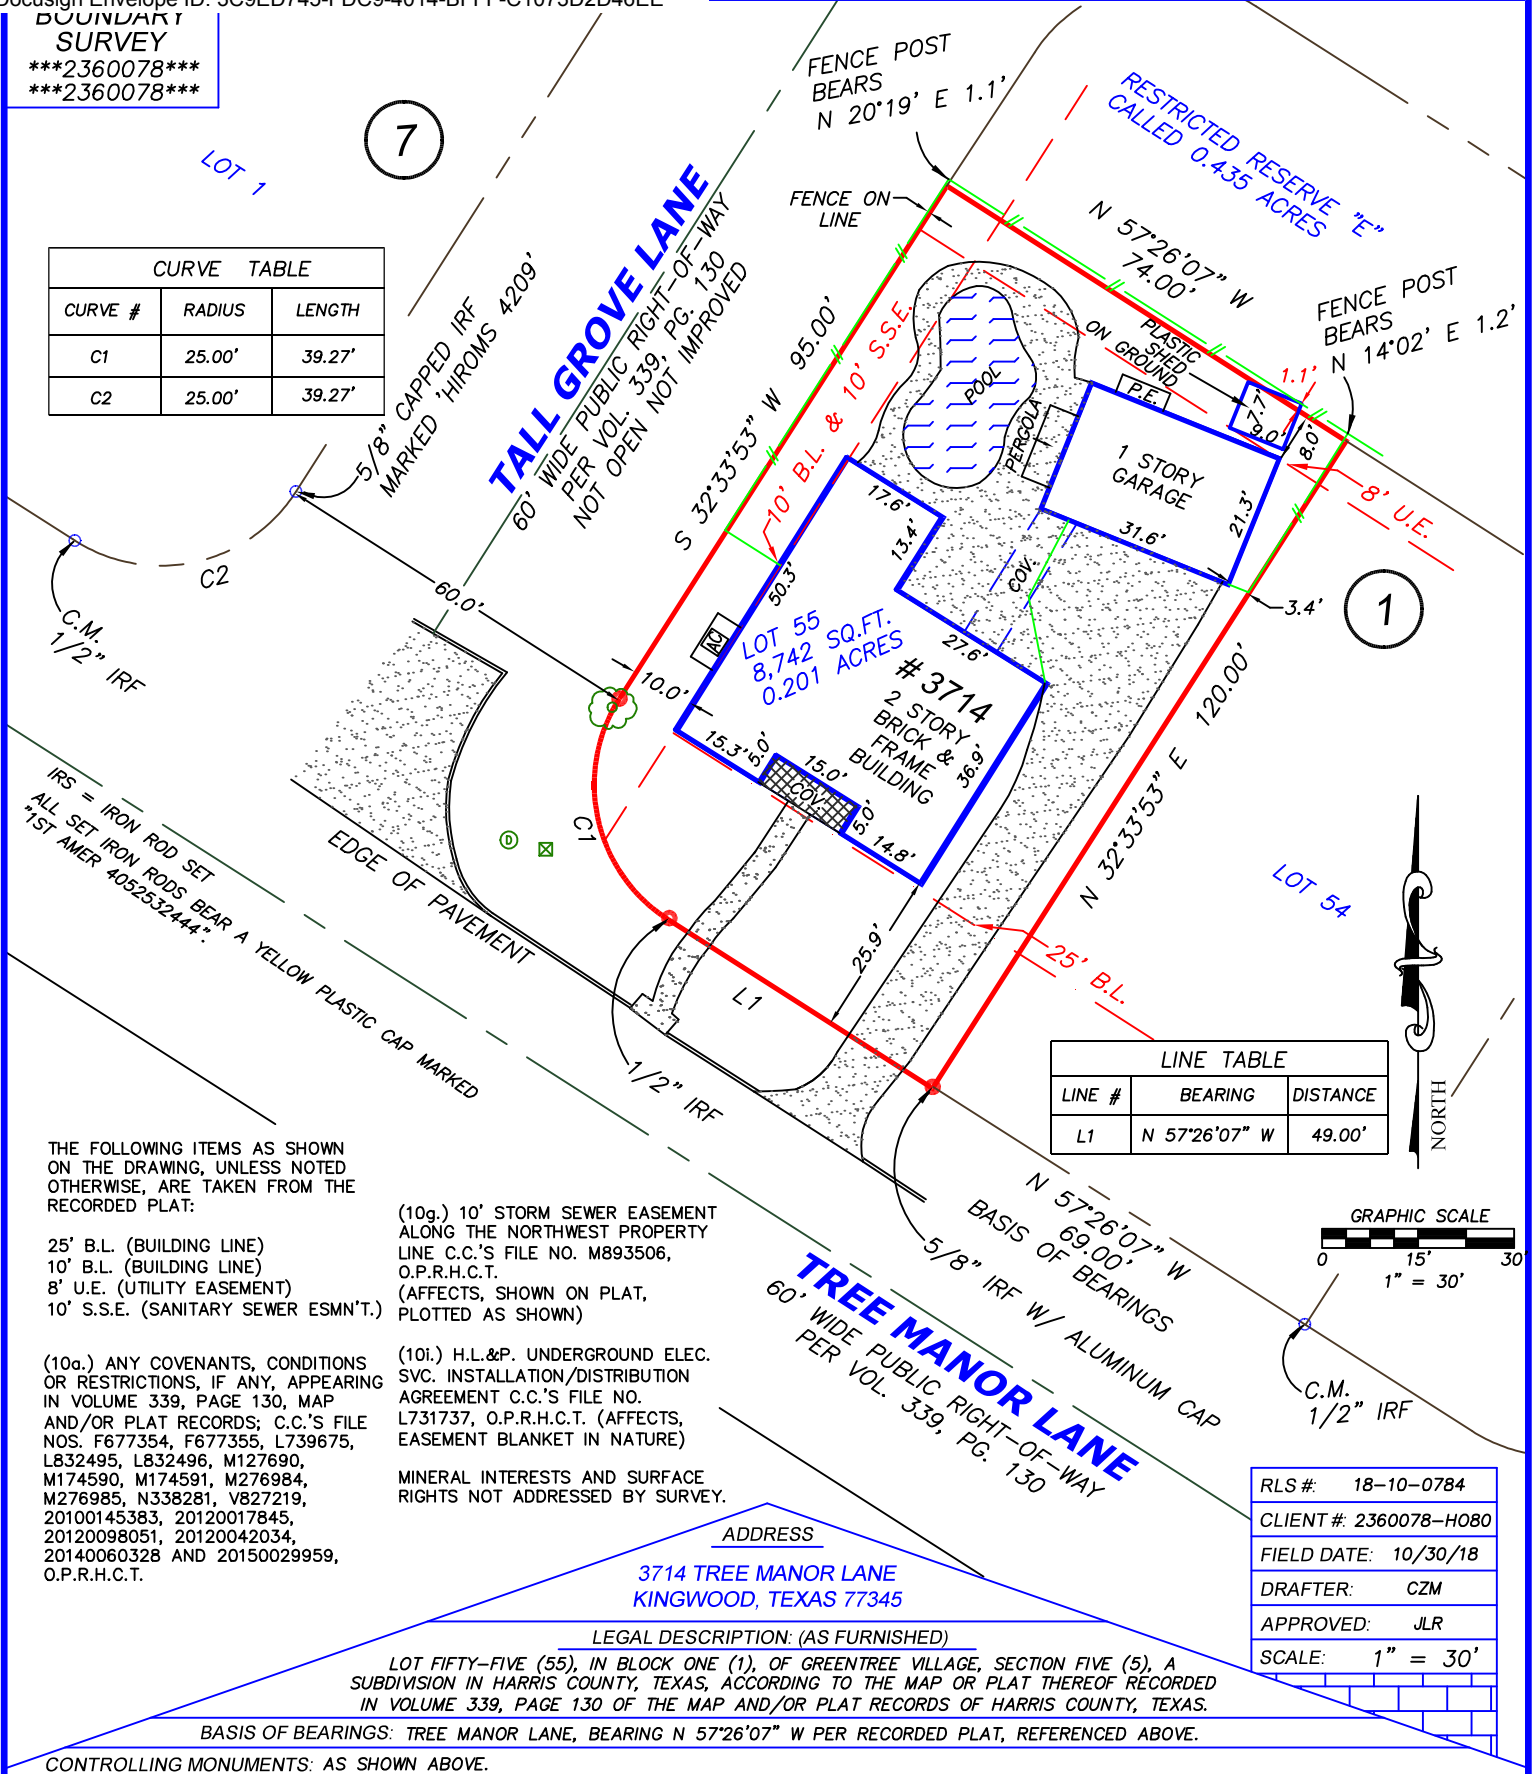 BOUNDARY
SURVEY
***2360078***
***2360078***
7
LOT 1
CURVE TABLE
CURVE # RADIUS LENGTH
C1 25.00' 39.27'
C2 25.00' 39.27'
5/8" CAPPED IRF
MARKED 'HIROMS 4209'
TALL GROVE LANE
60' WIDE PUBLIC RIGHT-OF-WAY
PER VOL. 339, PG. 130
NOT OPEN NOT IMPROVED
FENCE POST
BEARS
N 20°19' E 1.1'
FENCE ON
LINE
RESTRICTED RESERVE "E"
CALLED 0.435 ACRES
N 57°26'07" W
74.00'
FENCE POST
BEARS
N 14°02' E 1.2'
S 32°33'53" W 95.00'
10' B.L. & 10' S.S.E.
POOL
PERGOLA
P.E.
PLASTIC
SHED
ON
GROUND
7.7'
9.0'
1.1'
8.0'
8' U.E.
1 STORY
GARAGE
31.6'
21.3'
3.4'
1
17.6'
13.4'
50.3'
27.6'
COV.
AC
LOT 55
8,742 SQ.FT.
0.201 ACRES
# 3714
2 STORY
BRICK &
FRAME
BUILDING
36.9'
10.0'
15.3'
5.0'
15.0'
COV.
5.0'
14.8'
60.0'
C2
C.M.
1/2" IRF
C1
D
EDGE OF PAVEMENT
IRS = IRON ROD SET
ALL SET IRON RODS BEAR A YELLOW PLASTIC CAP MARKED
"1ST AMER 4052532444".
N 32°33'53" E 120.00'
LOT 54
25.9'
25' B.L.
L1
1/2" IRF
LINE TABLE
LINE # BEARING DISTANCE
L1 N 57°26'07" W 49.00'
NORTH
N 57°26'07" W
69.00'
BASIS OF BEARINGS
5/8" IRF W/ ALUMINUM CAP
TREE MANOR LANE
60' WIDE PUBLIC RIGHT-OF-WAY
PER VOL. 339, PG. 130
GRAPHIC SCALE
0 15' 30'
1" = 30'
C.M.
1/2" IRF
THE FOLLOWING ITEMS AS SHOWN
ON THE DRAWING, UNLESS NOTED
OTHERWISE, ARE TAKEN FROM THE
RECORDED PLAT:
25' B.L. (BUILDING LINE)
10' B.L. (BUILDING LINE)
8' U.E. (UTILITY EASEMENT)
10' S.S.E. (SANITARY SEWER ESMN'T.)
(10a.) ANY COVENANTS, CONDITIONS
OR RESTRICTIONS, IF ANY, APPEARING
IN VOLUME 339, PAGE 130, MAP
AND/OR PLAT RECORDS; C.C.'S FILE
NOS. F677354, F677355, L739675,
L832495, L832496, M127690,
M174590, M174591, M276984,
M276985, N338281, V827219,
20100145383, 20120017845,
20120098051, 20120042034,
20140060328 AND 20150029959,
O.P.R.H.C.T.
(10g.) 10' STORM SEWER EASEMENT
ALONG THE NORTHWEST PROPERTY
LINE C.C.'S FILE NO. M893506,
O.P.R.H.C.T.
(AFFECTS, SHOWN ON PLAT,
PLOTTED AS SHOWN)
(10i.) H.L.&P. UNDERGROUND ELEC.
SVC. INSTALLATION/DISTRIBUTION
AGREEMENT C.C.'S FILE NO.
L731737, O.P.R.H.C.T. (AFFECTS,
EASEMENT BLANKET IN NATURE)
MINERAL INTERESTS AND SURFACE
RIGHTS NOT ADDRESSED BY SURVEY.
RLS #: 18-10-0784
CLIENT #: 2360078-HO80
FIELD DATE: 10/30/18
DRAFTER: CZM
APPROVED: JLR
SCALE: 1" = 30'
ADDRESS
3714 TREE MANOR LANE
KINGWOOD, TEXAS 77345
LEGAL DESCRIPTION: (AS FURNISHED)
LOT FIFTY-FIVE (55), IN BLOCK ONE (1), OF GREENTREE VILLAGE, SECTION FIVE (5), A
SUBDIVISION IN HARRIS COUNTY, TEXAS, ACCORDING TO THE MAP OR PLAT THEREOF RECORDED
IN VOLUME 339, PAGE 130 OF THE MAP AND/OR PLAT RECORDS OF HARRIS COUNTY, TEXAS.
BASIS OF BEARINGS: TREE MANOR LANE, BEARING N 57°26'07" W PER RECORDED PLAT, REFERENCED ABOVE.
CONTROLLING MONUMENTS: AS SHOWN ABOVE.